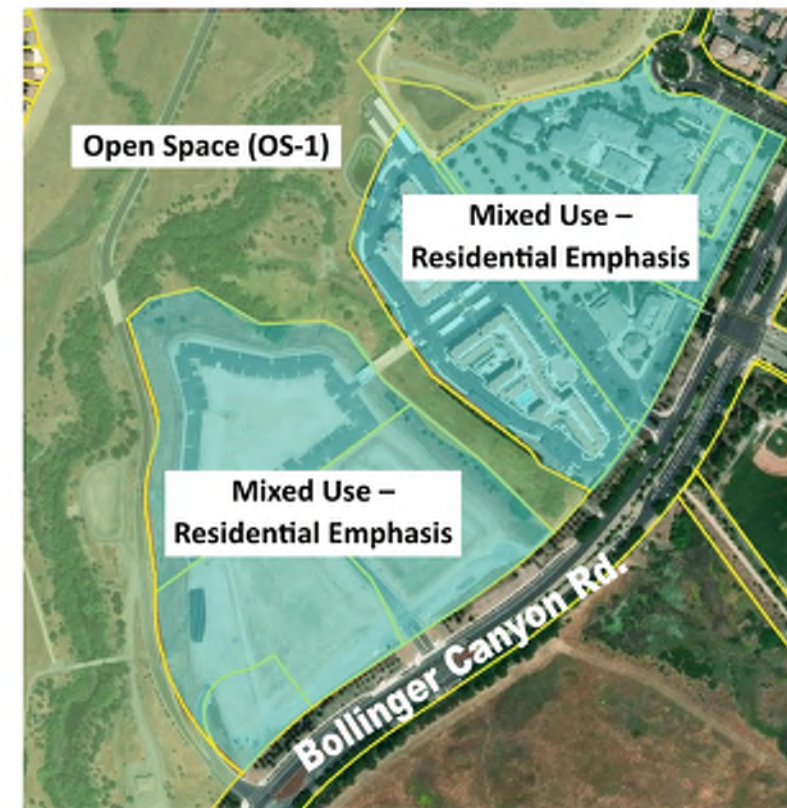 Open Space (OS-1)
Mixed Use –
Residential Emphasis
Mixed Use –
Residential Emphasis
Bollinger Canyon Rd.